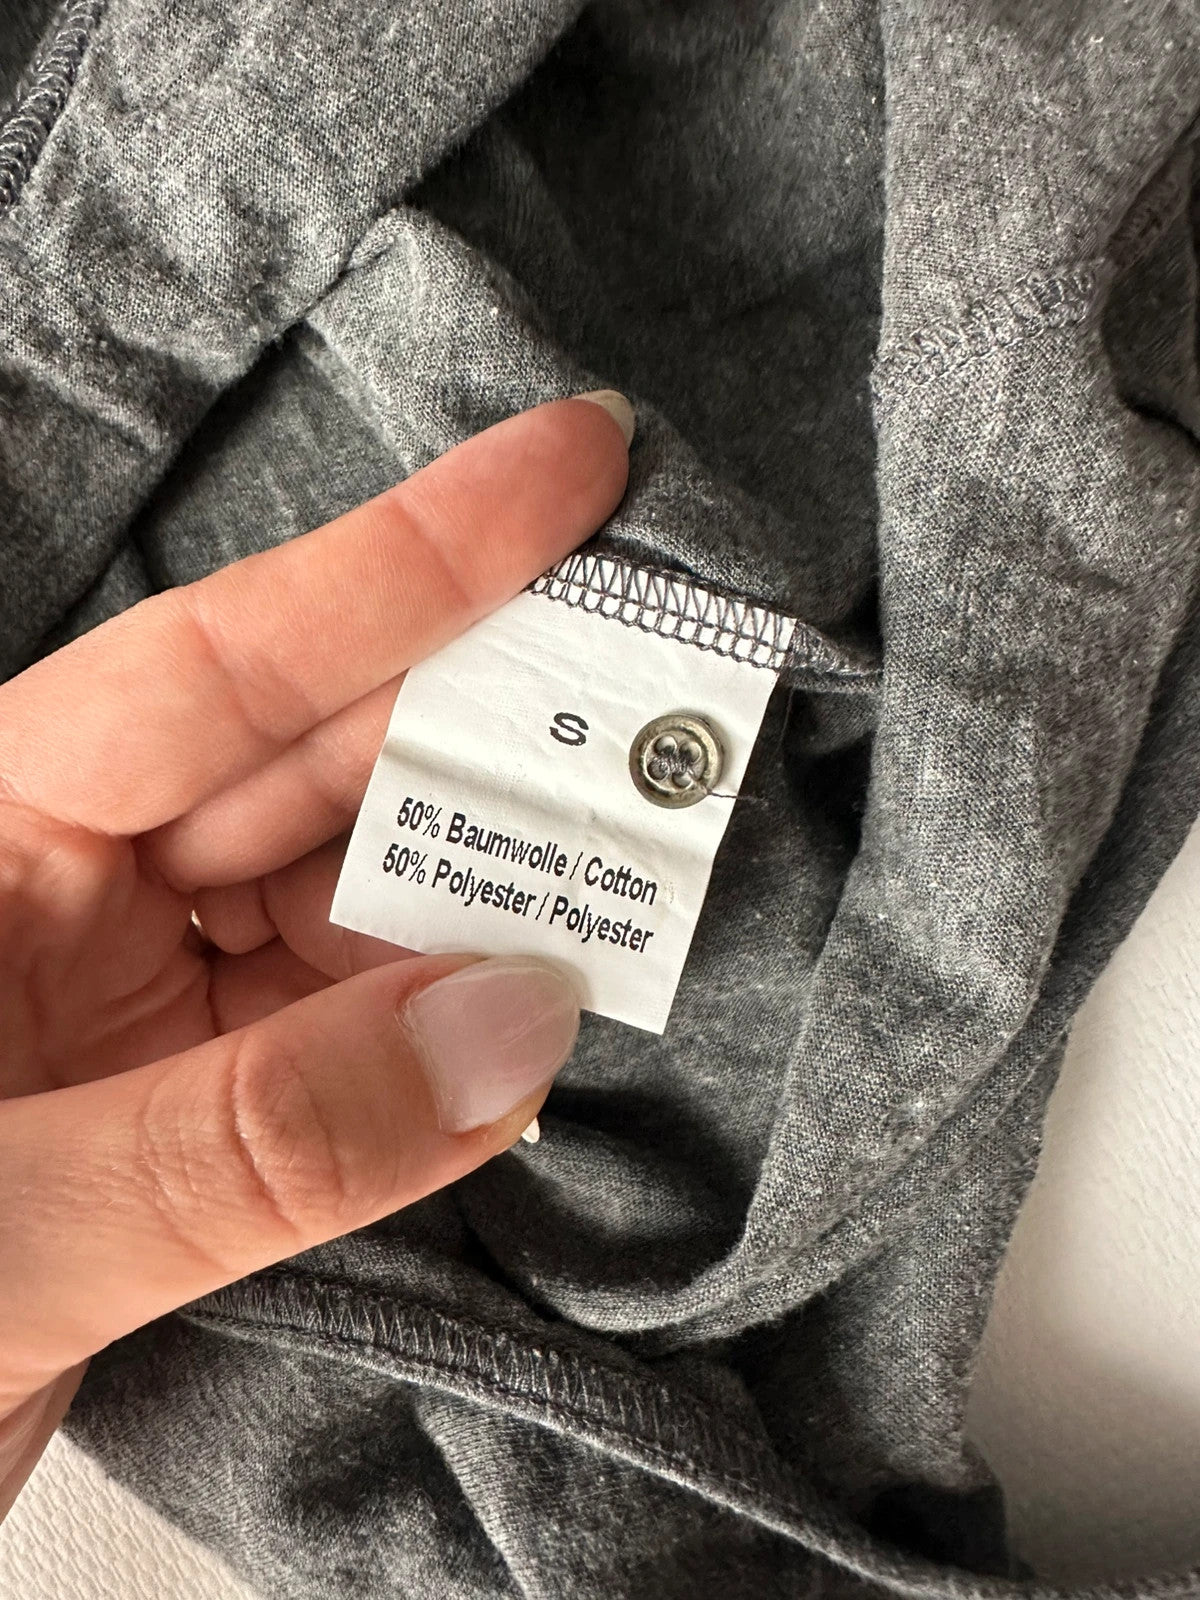 S
50% Baumwolle / Cotton
50% Polyester / Polyester